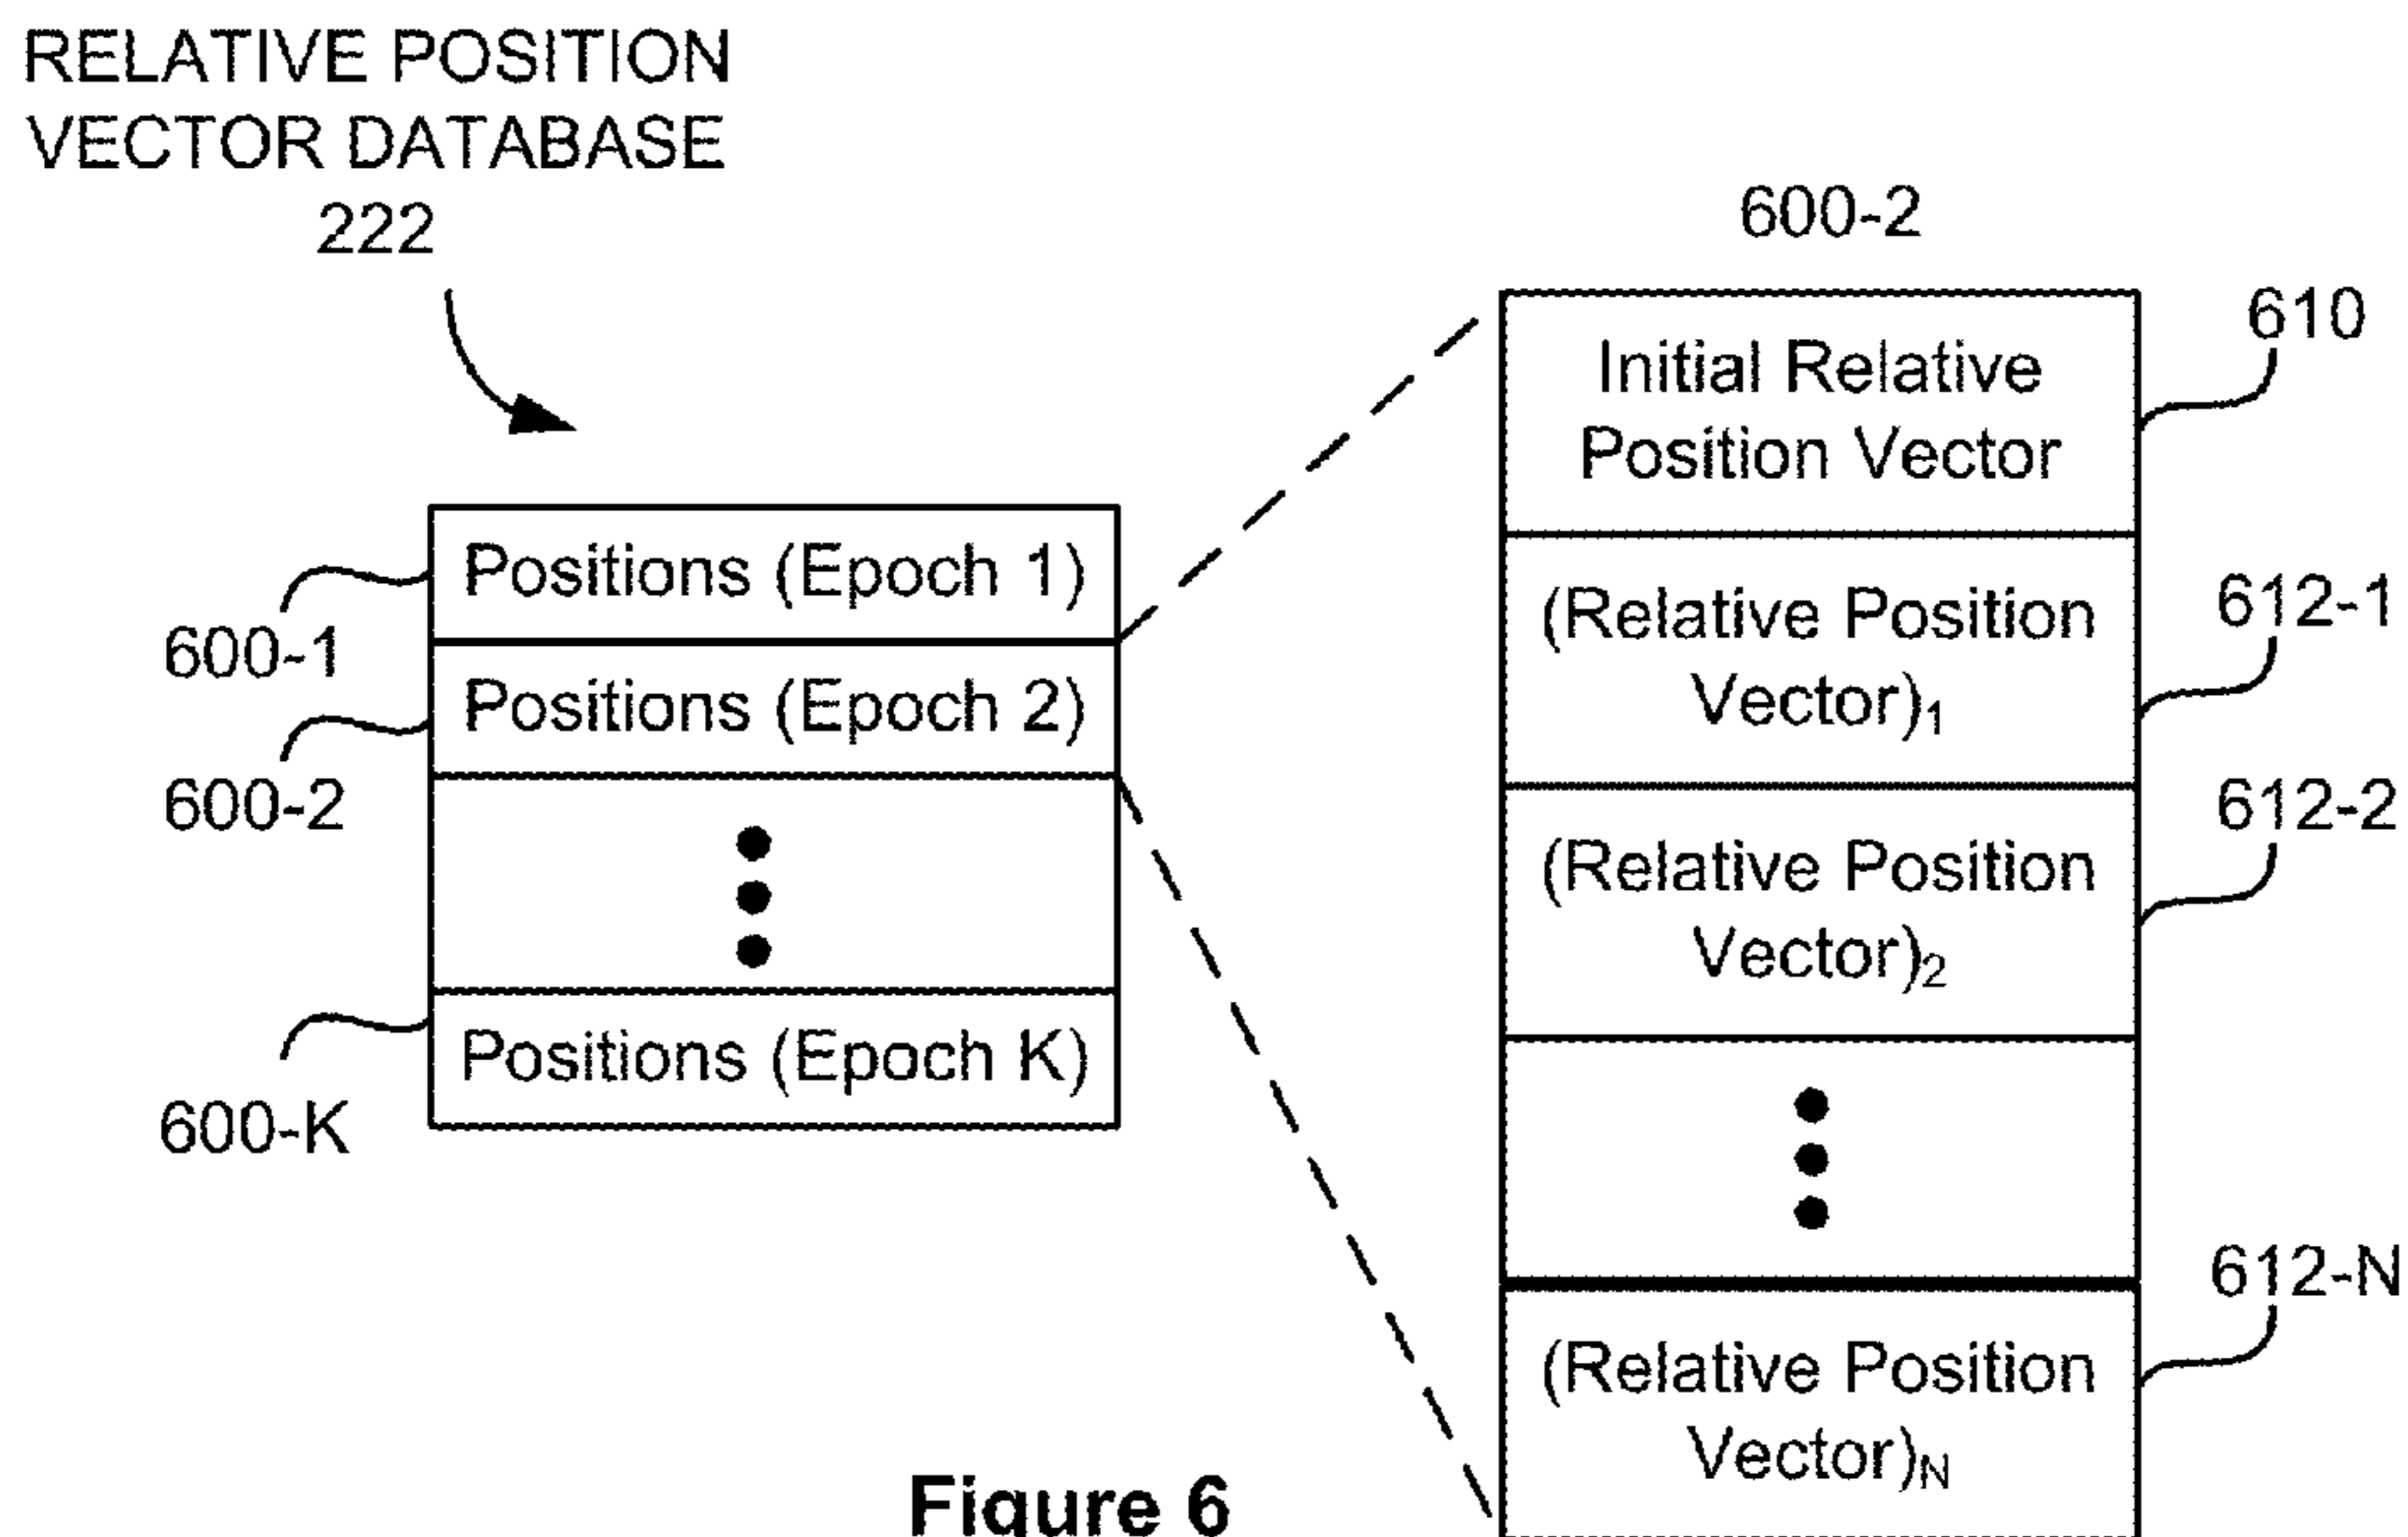 RELATIVE POSITION
VECTOR DATABASE
222
Positions (Epoch 1)
600-1
Positions (Epoch 2)
600-2
Positions (Epoch K)
600-K
600-2
Initial Relative
Position Vector
610
(Relative Position
Vector)₁
612-1
(Relative Position
Vector)₂
612-2
(Relative Position
Vector)N
612-N
Figure 6